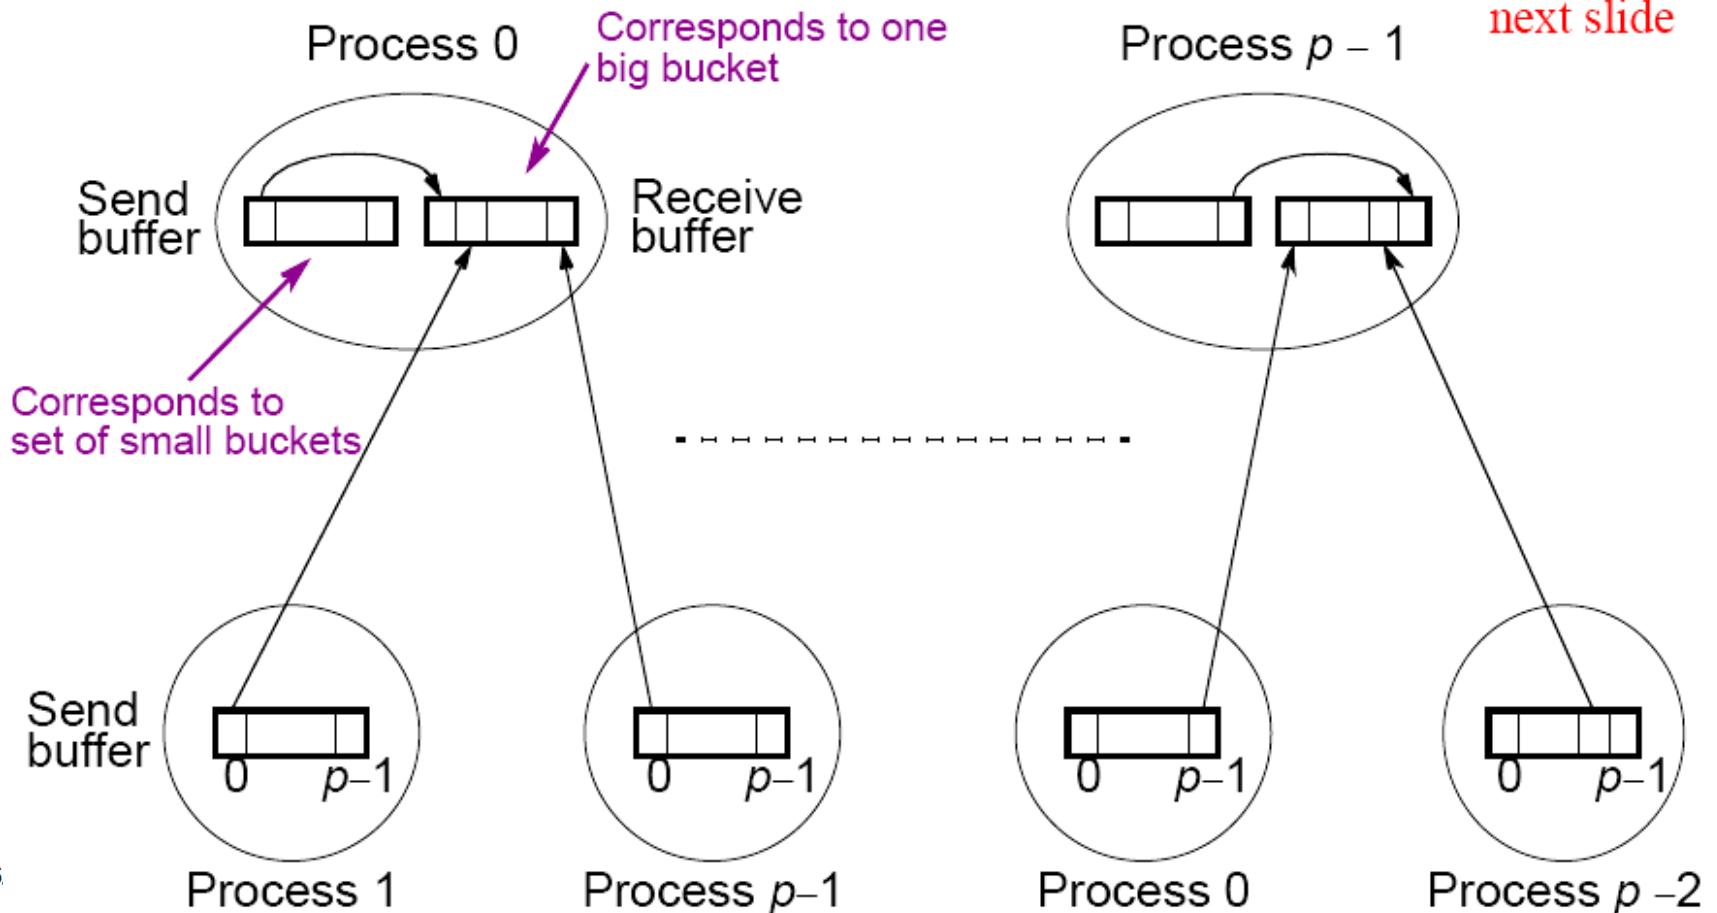 next slide
Process 0
Corresponds to one
big bucket
Process p – 1
Send
buffer
Receive
buffer
Corresponds to
set of small buckets
Send
buffer
0 p–1
0 p–1
0 p–1
0 p–1
Process 1
Process p–1
Process 0
Process p –2